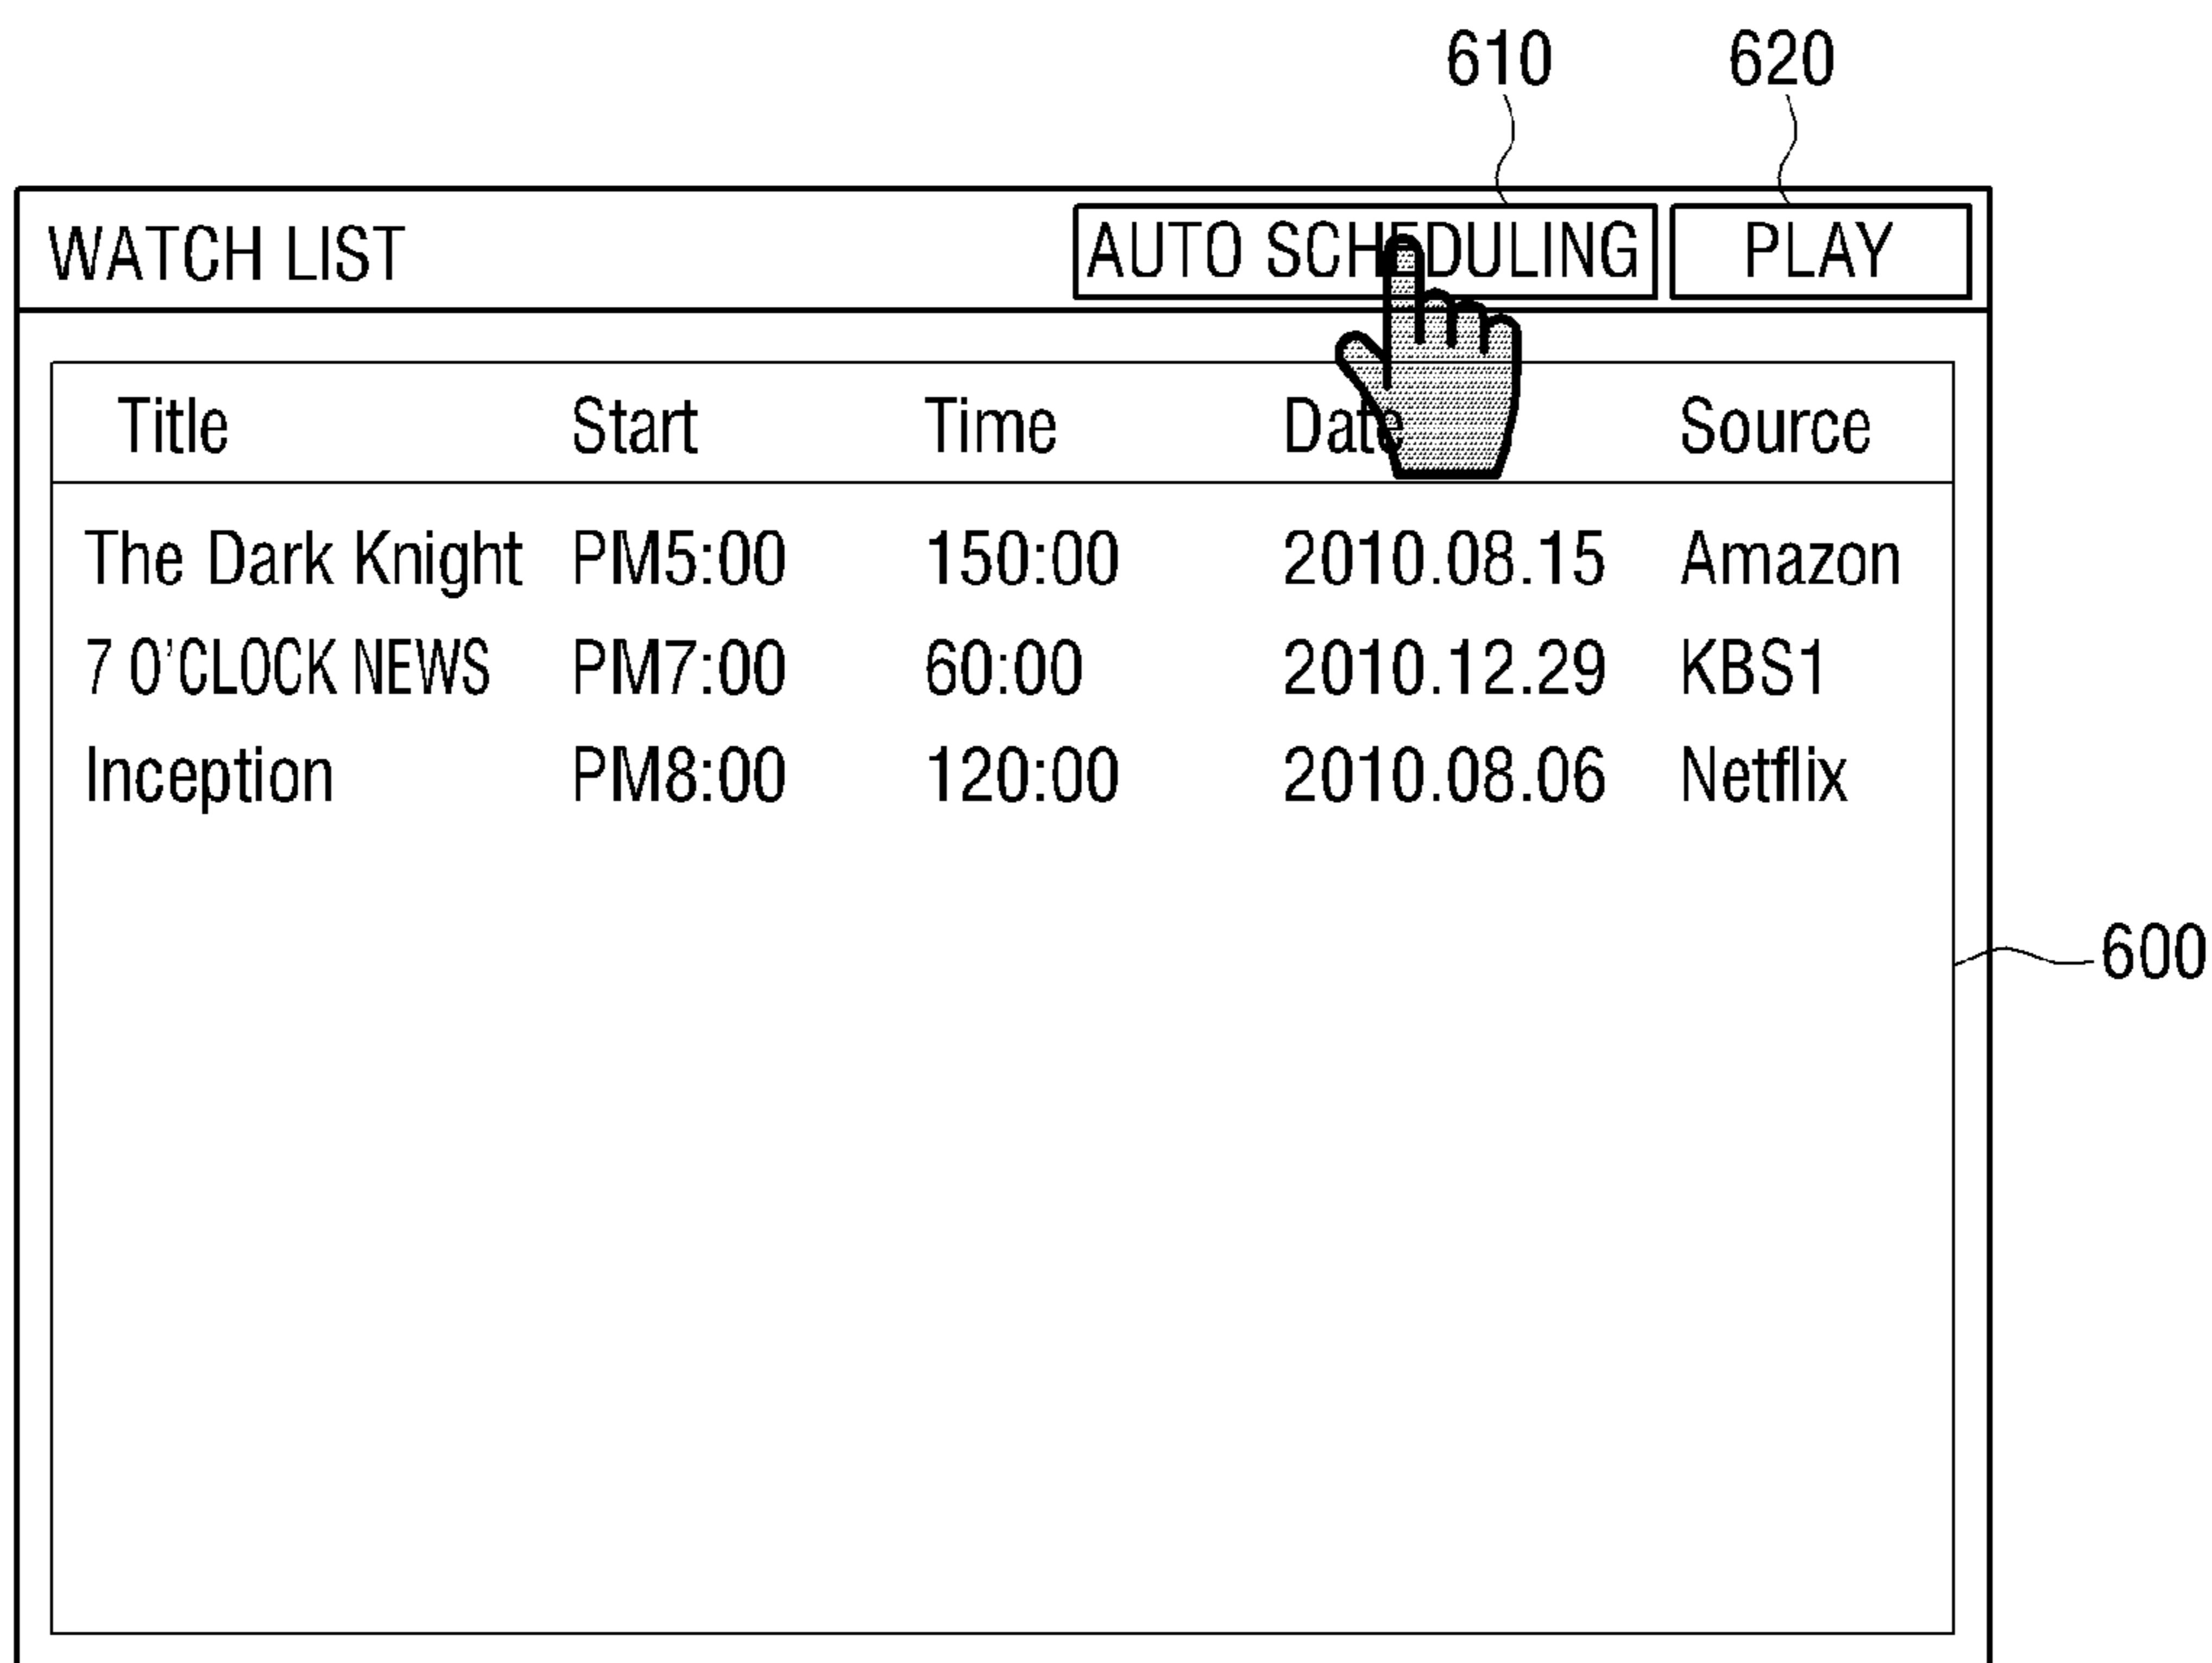 610 620
WATCH LIST AUTO SCHEDULING PLAY
Title Start Time Date Source
The Dark Knight PM5:00 150:00 2010.08.15 Amazon
7 O'CLOCK NEWS PM7:00 60:00 2010.12.29 KBS1
Inception PM8:00 120:00 2010.08.06 Netflix
600